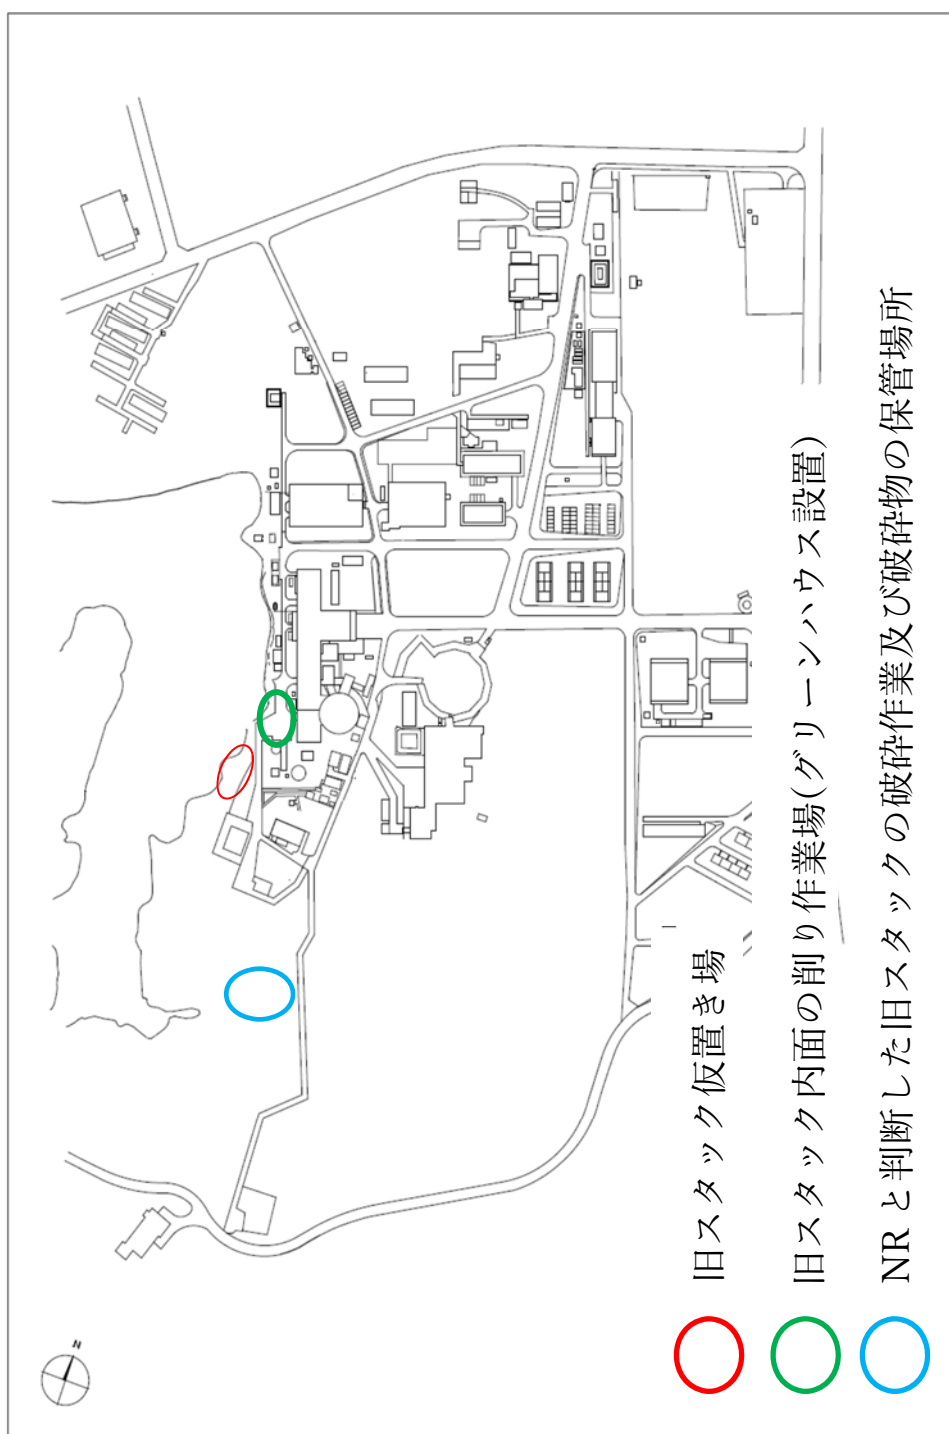 N
旧スタック仮置き場
旧スタック内面の削り作業場(グリーンハウス設置)
NRと判断した旧スタックの破砕作業及び破砕物の保管場所